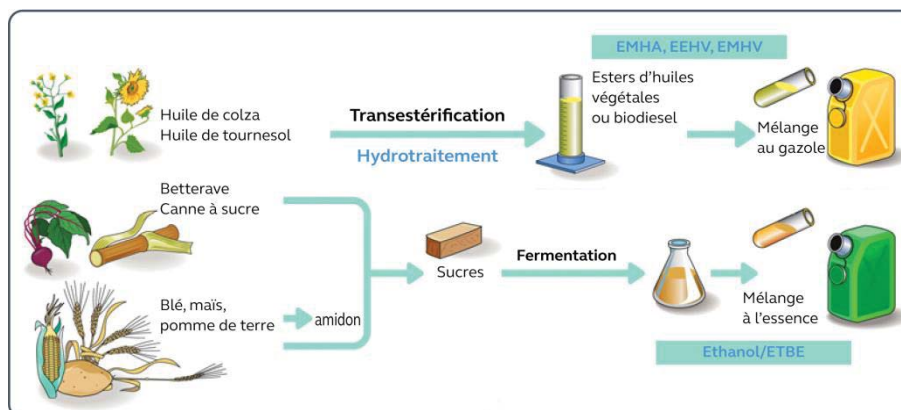 EMHA, EEHV, EMHV
Huile de colza
Huile de tournesol
Transestérification
Hydrotraitement
Esters d’huiles
végétales
ou biodiesel
Mélange
au gazole
Betterave
Canne à sucre
Blé, maïs,
pomme de terre
amidon
Sucres
Fermentation
Mélange
à l’essence
Ethanol/ETBE